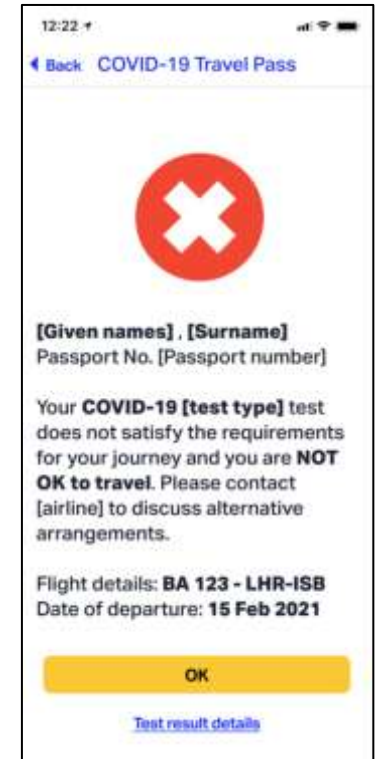 12:22
Back COVID-19 Travel Pass
[Given names] , [Surname]
Passport No. [Passport number]
Your COVID-19 [test type] test
does not satisfy the requirements
for your journey and you are NOT
OK to travel. Please contact
[airline] to discuss alternative
arrangements.
Flight details: BA 123 - LHR-ISB
Date of departure: 15 Feb 2021
OK
Test result details